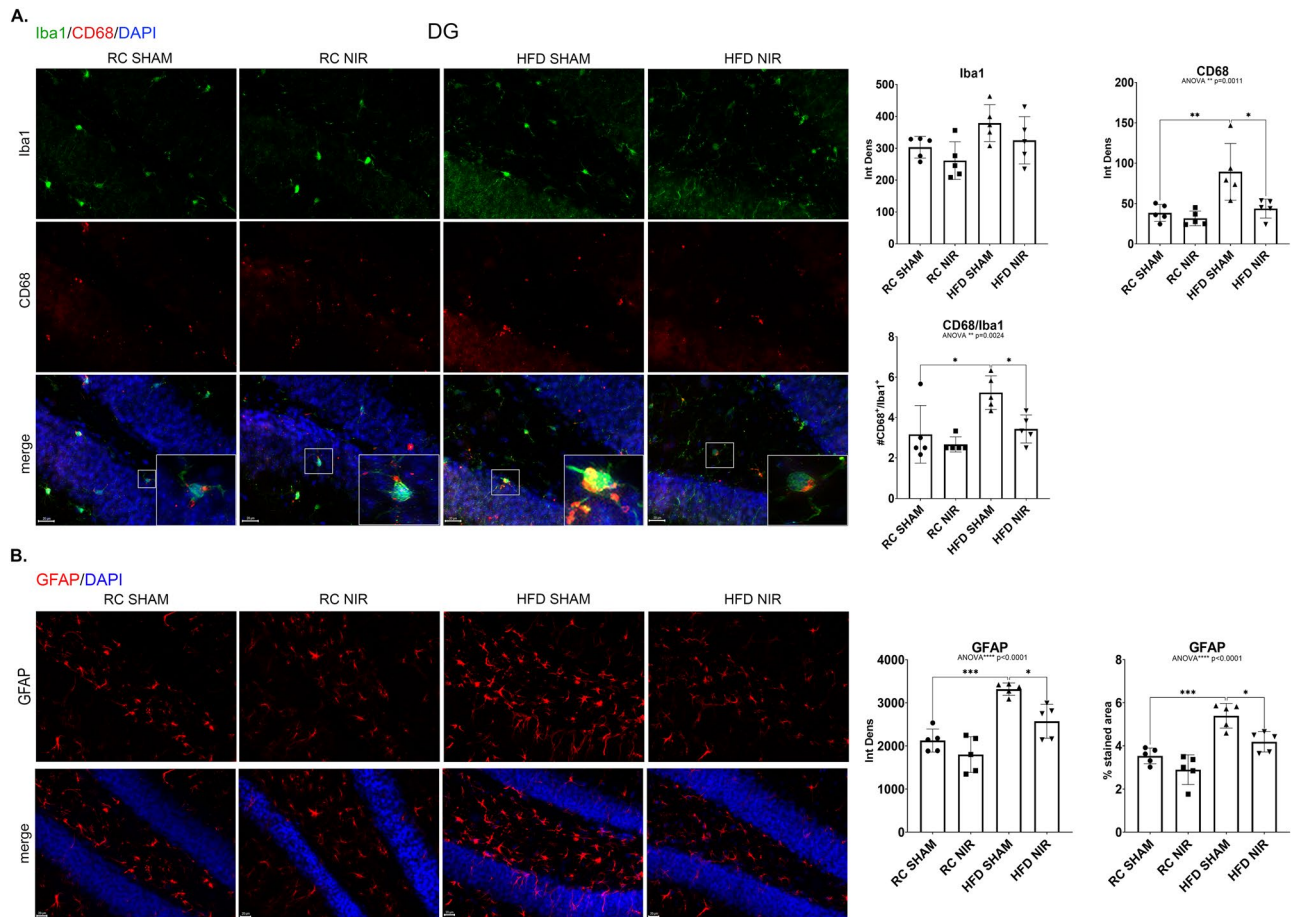 A.
Iba1/CD68/DAPI
DG
RC SHAM
RC NIR
HFD SHAM
HFD NIR
Iba1
CD68
merge
Iba1
Int Dens
500
400
300
200
100
0
RC SHAM
RC NIR
HFD SHAM
HFD NIR
CD68
ANOVA ** p=0.0011
Int Dens
200
150
100
50
0
**
*
RC SHAM
RC NIR
HFD SHAM
HFD NIR
CD68/Iba1
ANOVA ** p=0.0024
#CD68⁺/Iba1⁺
8
6
4
2
0
*
*
RC SHAM
RC NIR
HFD SHAM
HFD NIR
B.
GFAP/DAPI
RC SHAM
RC NIR
HFD SHAM
HFD NIR
GFAP
merge
GFAP
ANOVA**** p<0.0001
Int Dens
4000
3000
2000
1000
0
***
*
RC SHAM
RC NIR
HFD SHAM
HFD NIR
GFAP
ANOVA**** p<0.0001
% stained area
8
6
4
2
0
***
*
RC SHAM
RC NIR
HFD SHAM
HFD NIR